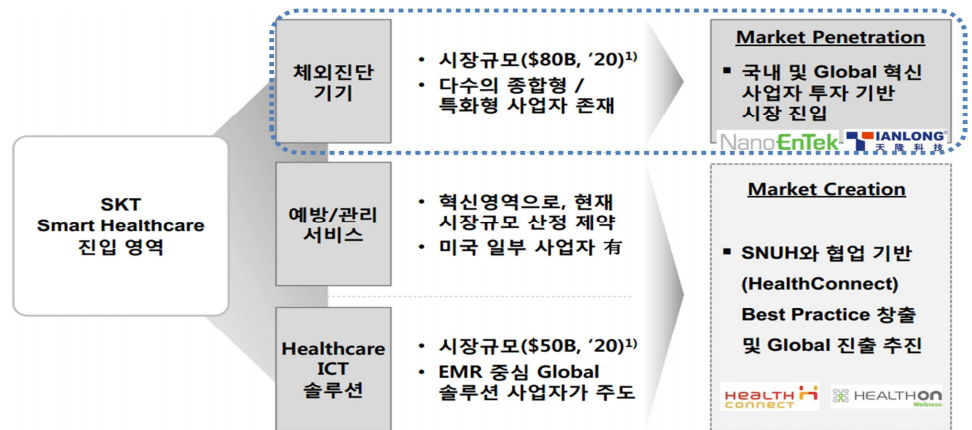 SKT
Smart Healthcare
진입 영역
체외진단
기기
• 시장규모($80B, ’20)1)
• 다수의 종합형 /
특화형 사업자 존재
Market Penetration
▪ 국내 및 Global 혁신
사업자 투자 기반
시장 진입
NanoEnTek
TIANLONG
天隆科技
예방/관리
서비스
• 혁신영역으로, 현재
시장규모 산정 제약
• 미국 일부 사업자 有
Healthcare
ICT
솔루션
• 시장규모($50B, ’20)1)
• EMR 중심 Global
솔루션 사업자가 주도
Market Creation
▪ SNUH와 협업 기반
(HealthConnect)
Best Practice 창출
및 Global 진출 추진
HEALTH
CONNECT
HEALTHON
Wellness